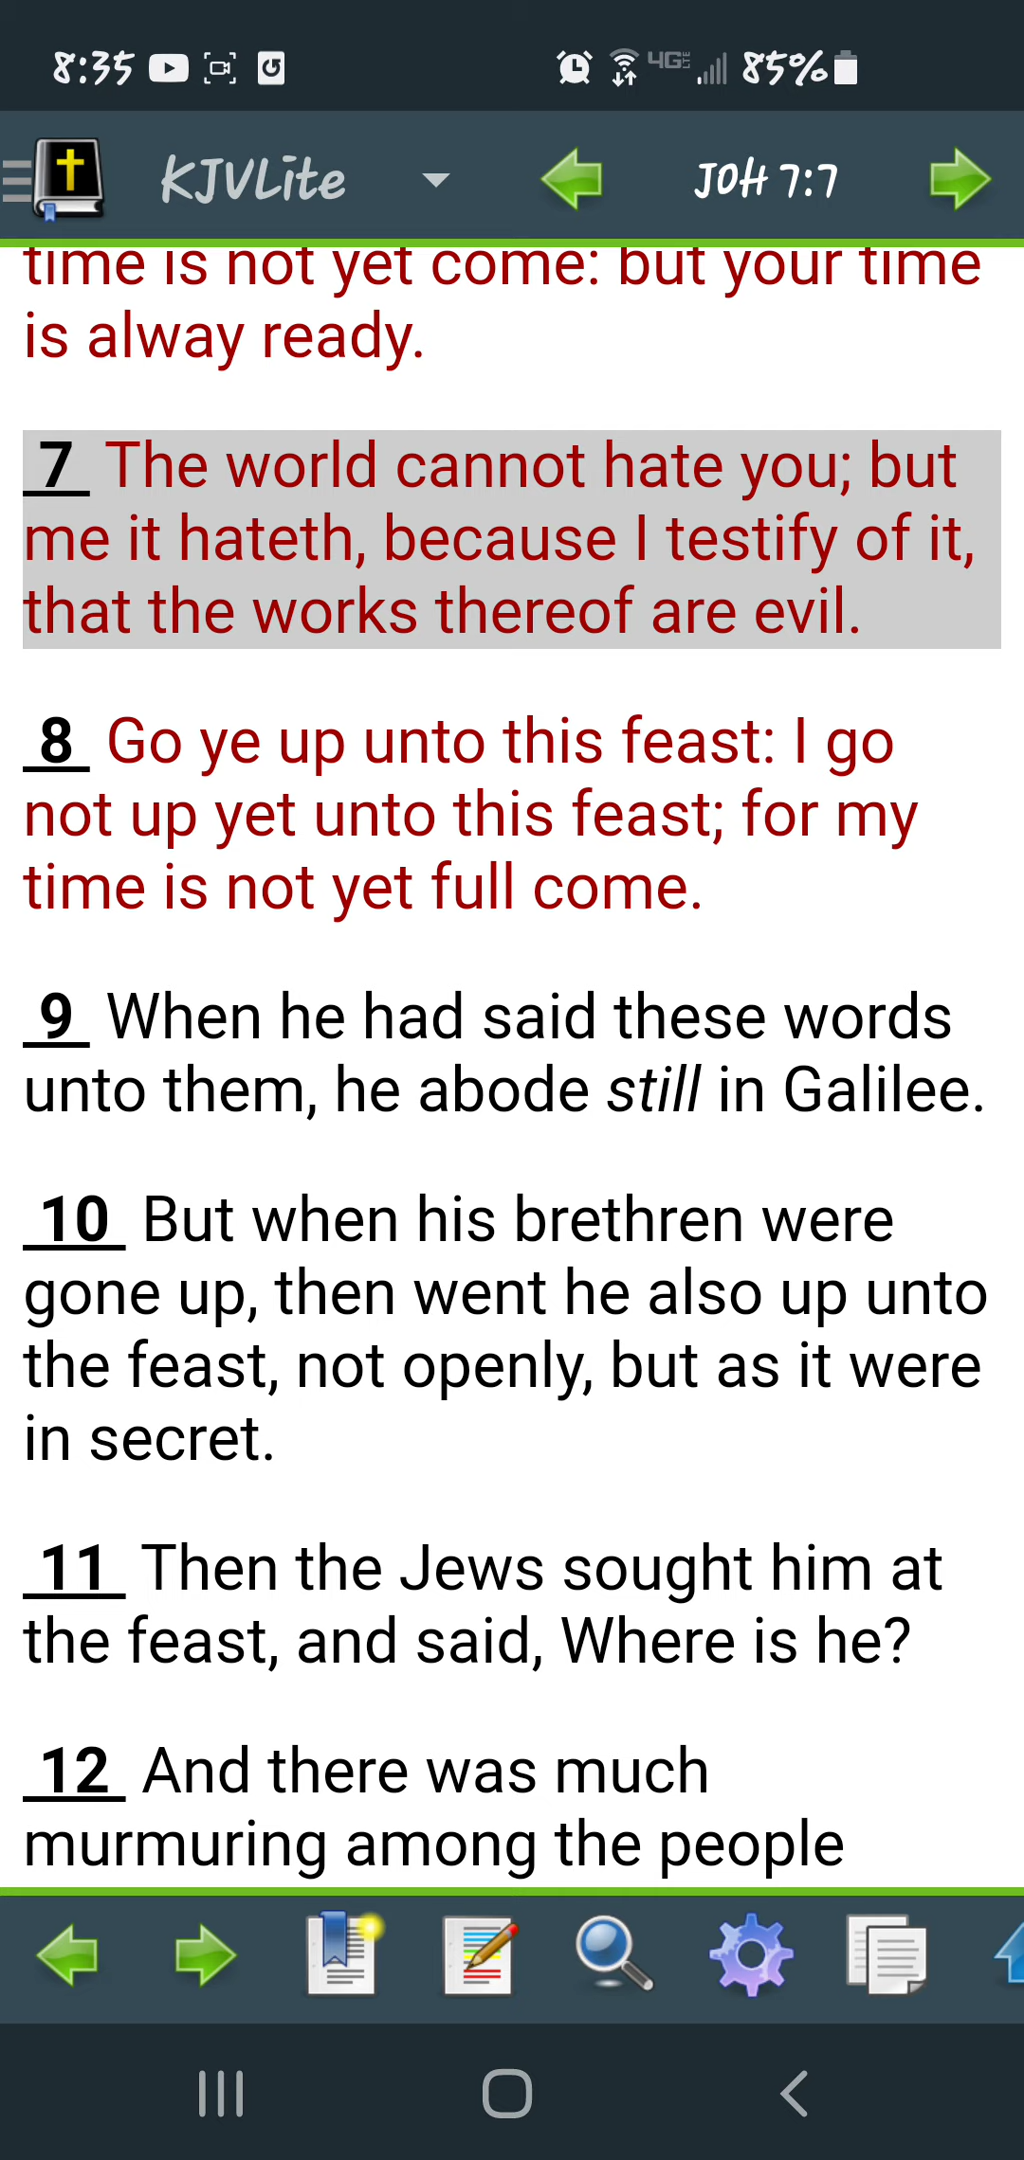 8:35 4G LTE 85%
KJVLite JOH 7:7
time is not yet come: but your time
is alway ready.
7 The world cannot hate you; but
me it hateth, because I testify of it,
that the works thereof are evil.
8 Go ye up unto this feast: I go
not up yet unto this feast; for my
time is not yet full come.
9 When he had said these words
unto them, he abode still in Galilee.
10 But when his brethren were
gone up, then went he also up unto
the feast, not openly, but as it were
in secret.
11 Then the Jews sought him at
the feast, and said, Where is he?
12 And there was much
murmuring among the people